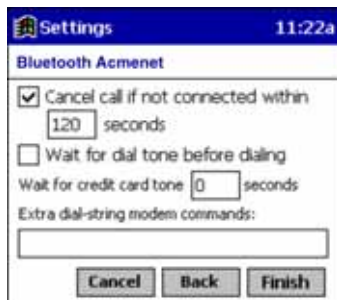 Settings 11:22a
Bluetooth Acmenet
Cancel call if not connected within
120 seconds
Wait for dial tone before dialing
Wait for credit card tone 0 seconds
Extra dial-string modem commands:
Cancel Back Finish